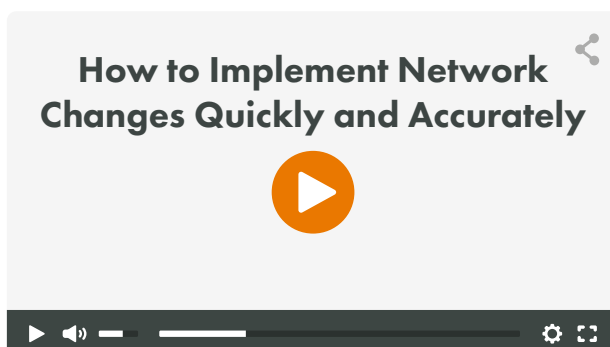 How to Implement Network
Changes Quickly and Accurately